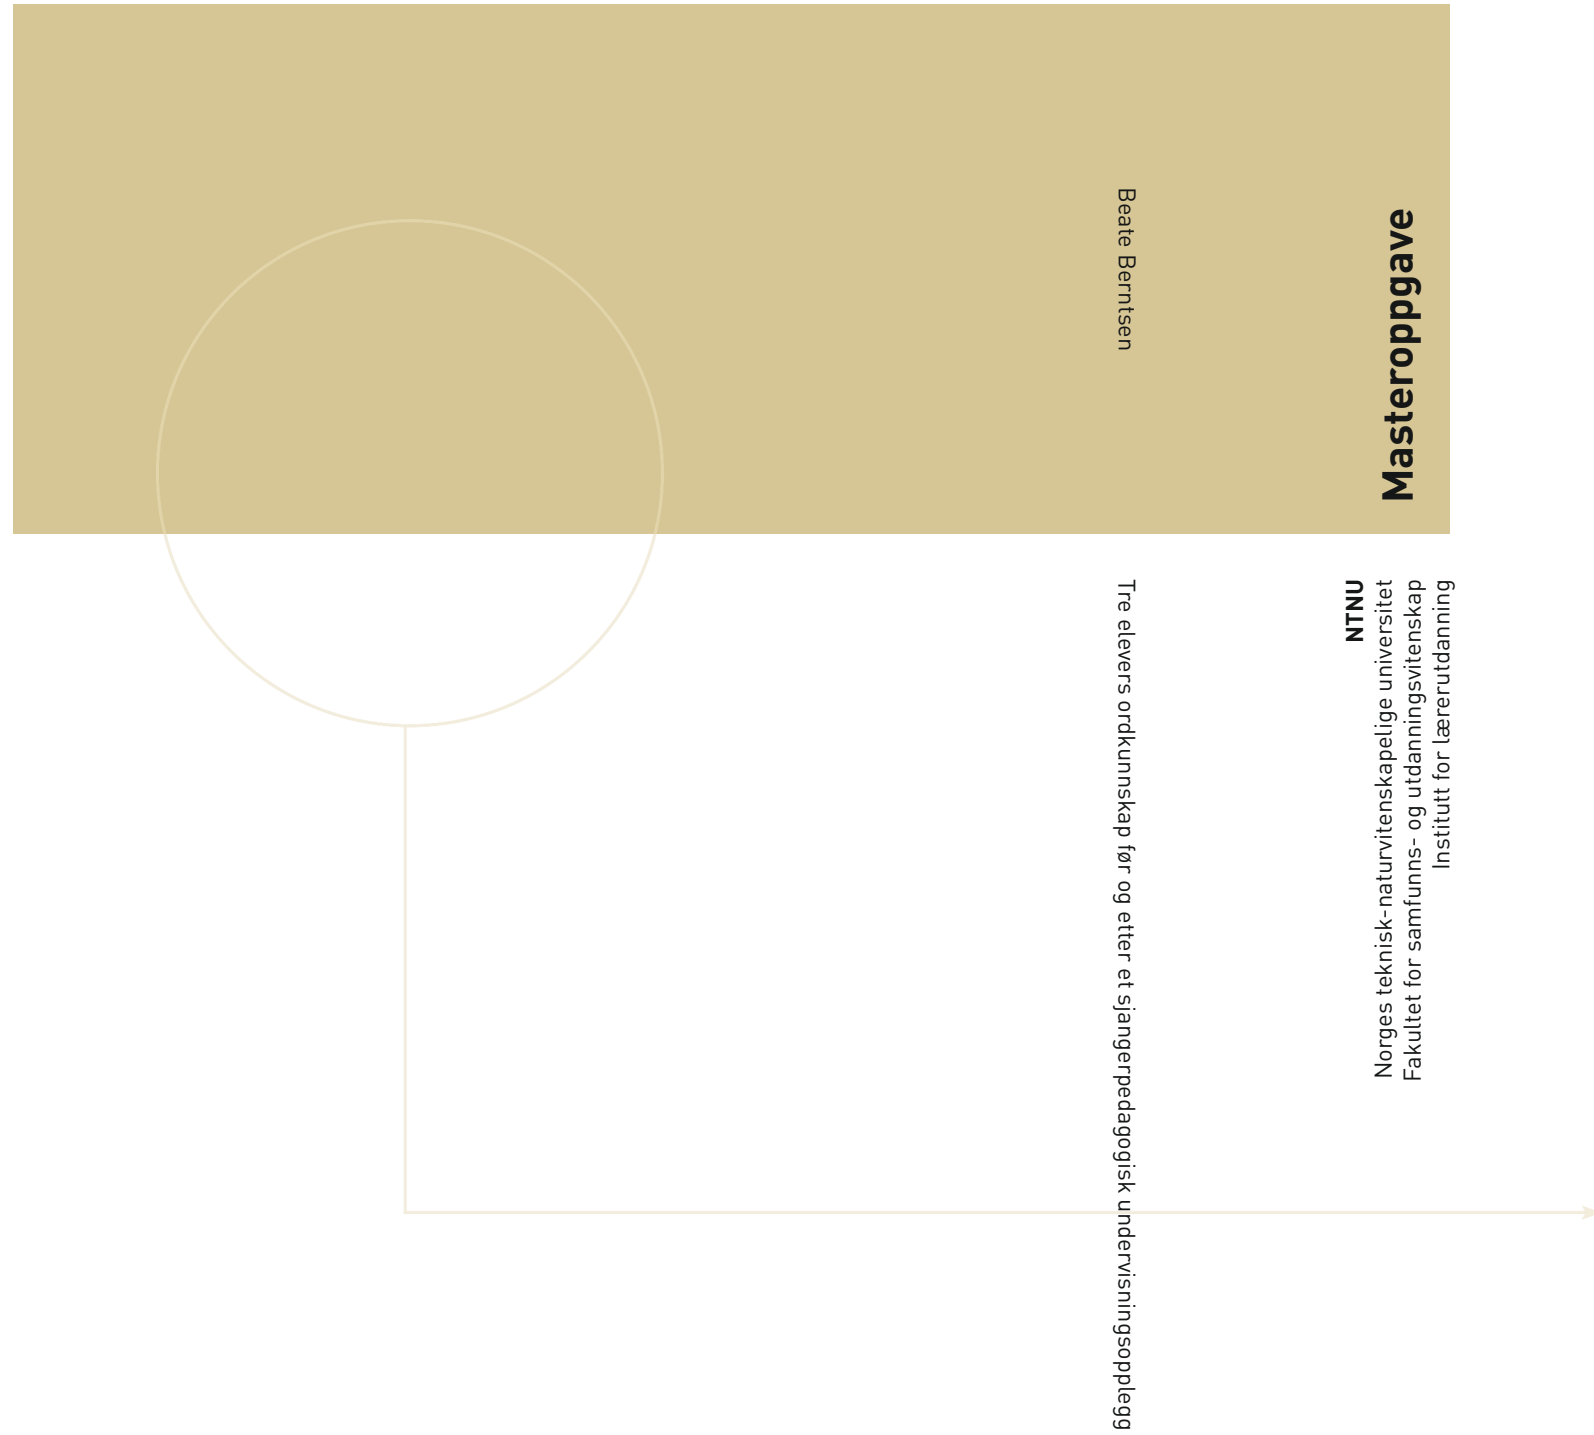 Beate Berntsen
Tre elevers ordkunnskap før og etter et sjangerpedagogisk undervisningsopplegg
Masteroppgave
NTNU
Norges teknisk-naturvitenskapelige universitet
Fakultet for samfunns- og utdanningsvitenskap
Institutt for lærerutdanning